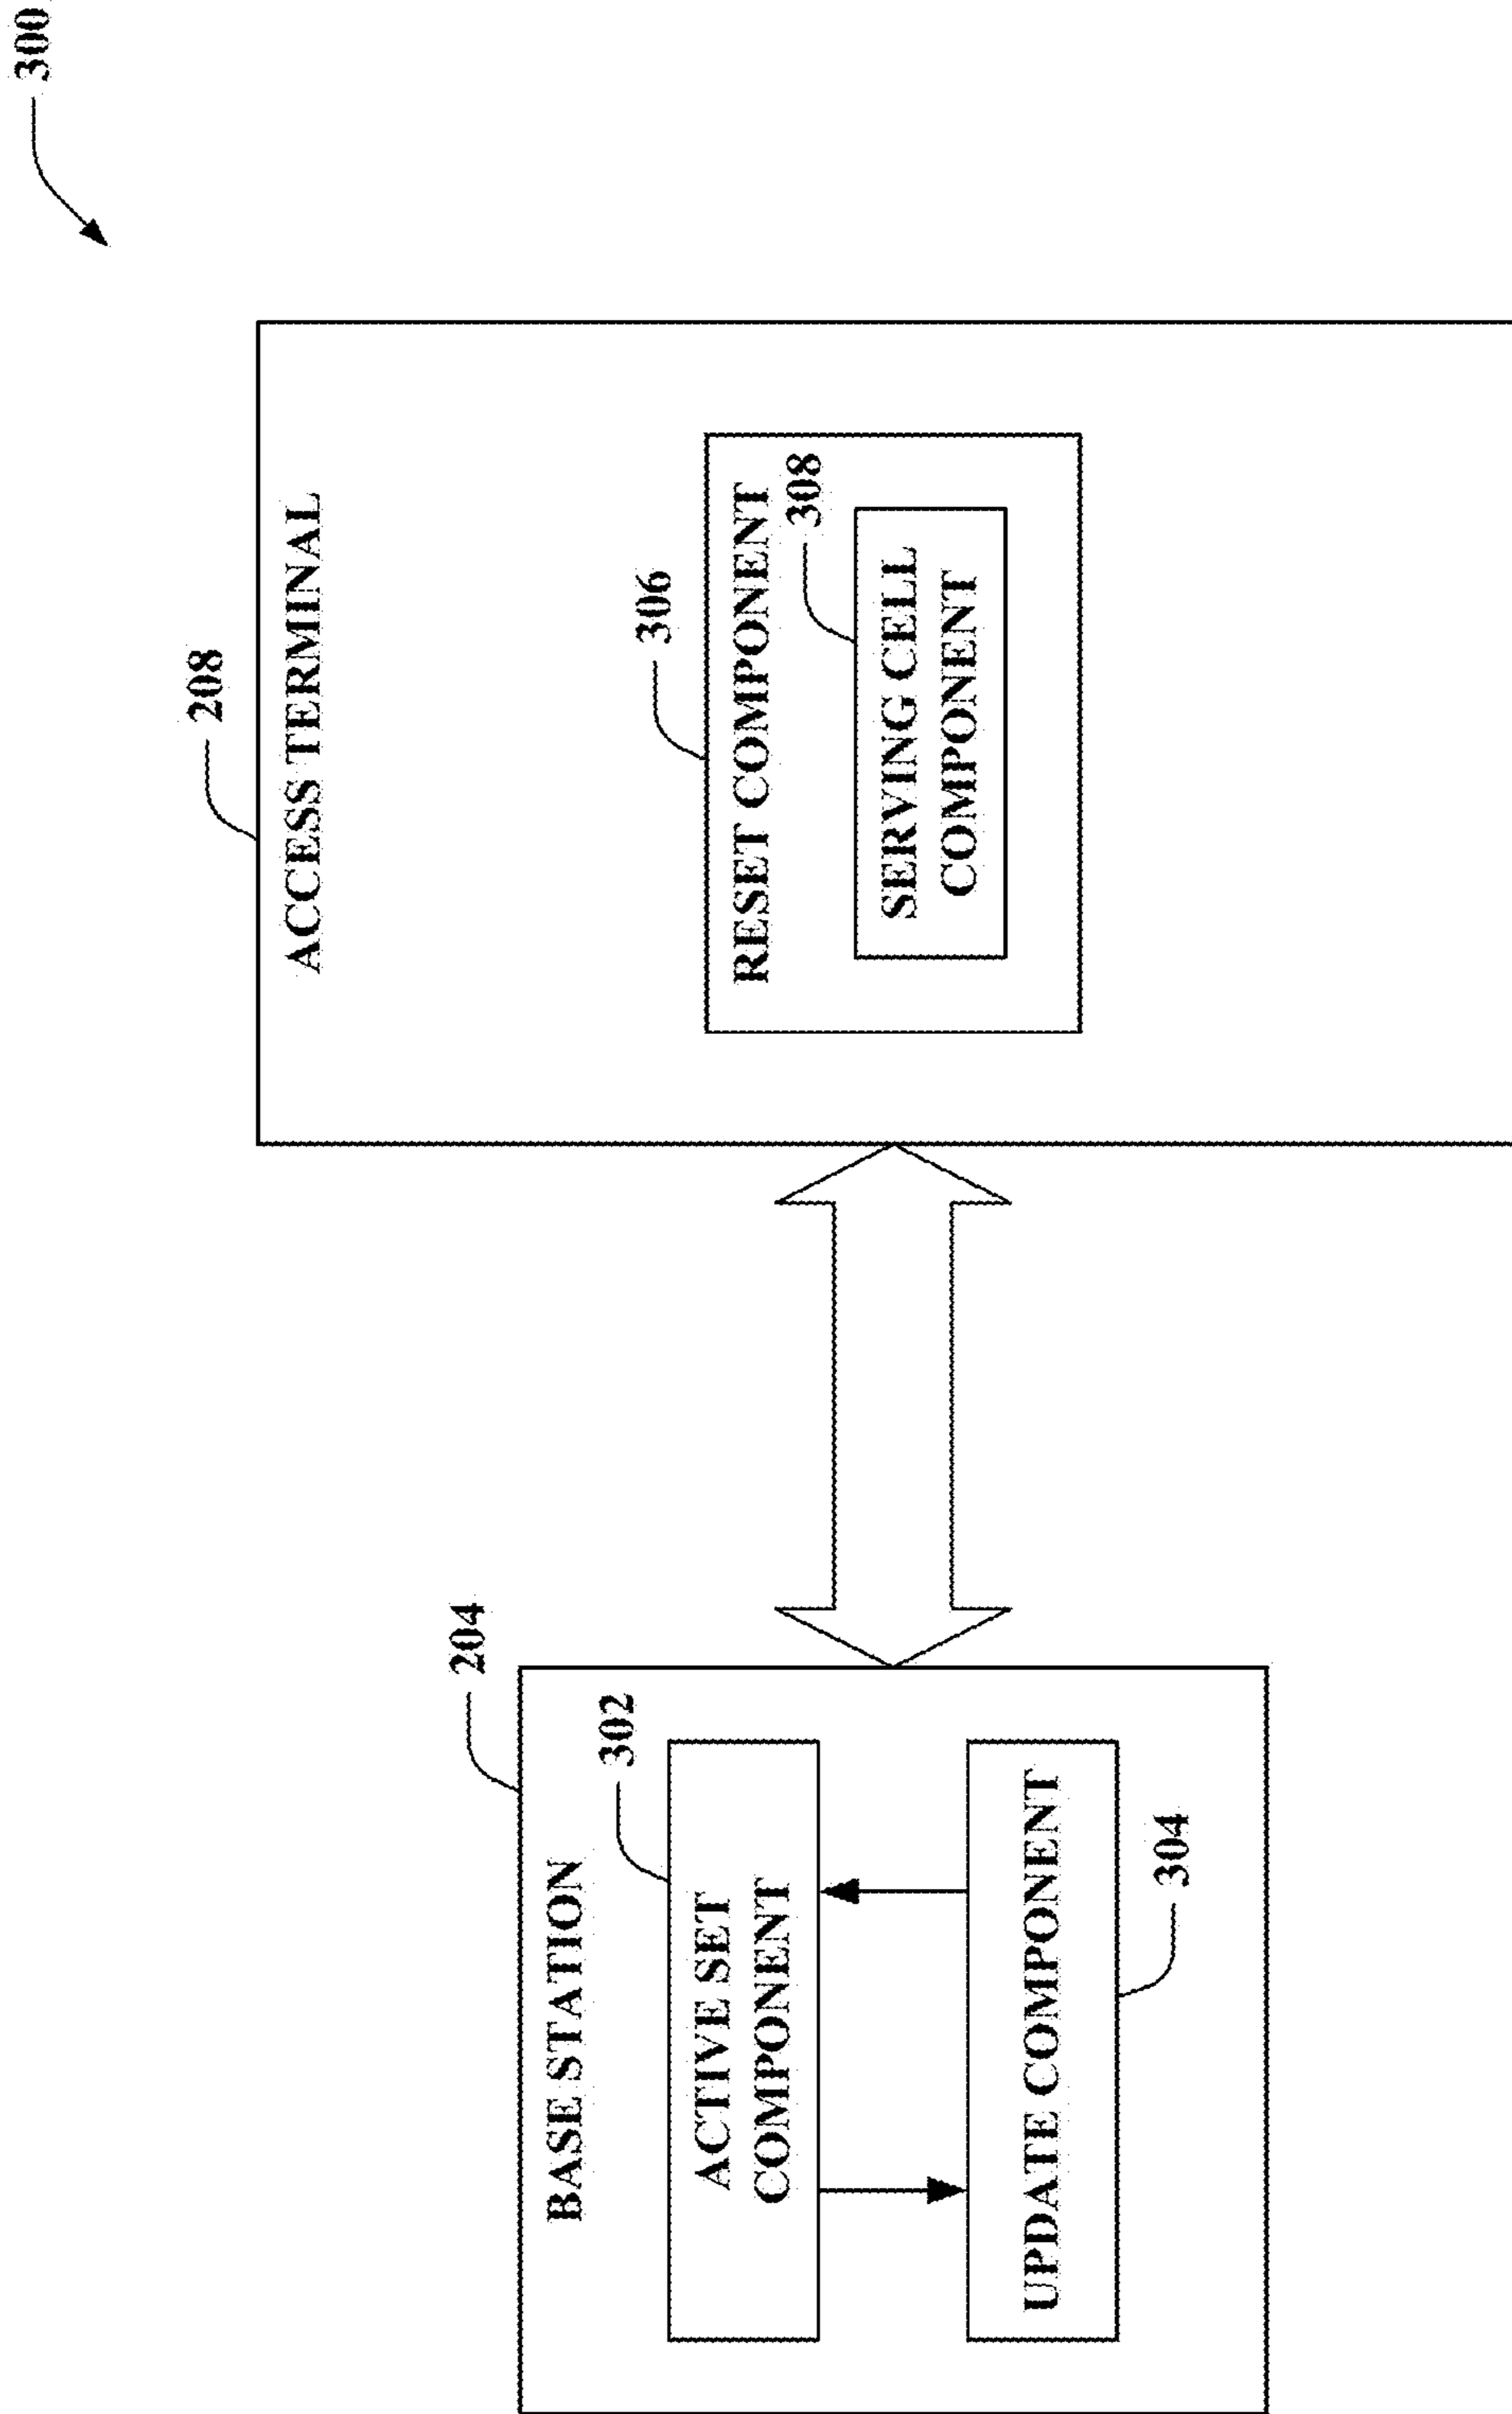 300
208
ACCESS TERMINAL
306
RESET COMPONENT
308
SERVING CELL
COMPONENT
204
BASE STATION
302
ACTIVE SET
COMPONENT
UPDATE COMPONENT
304